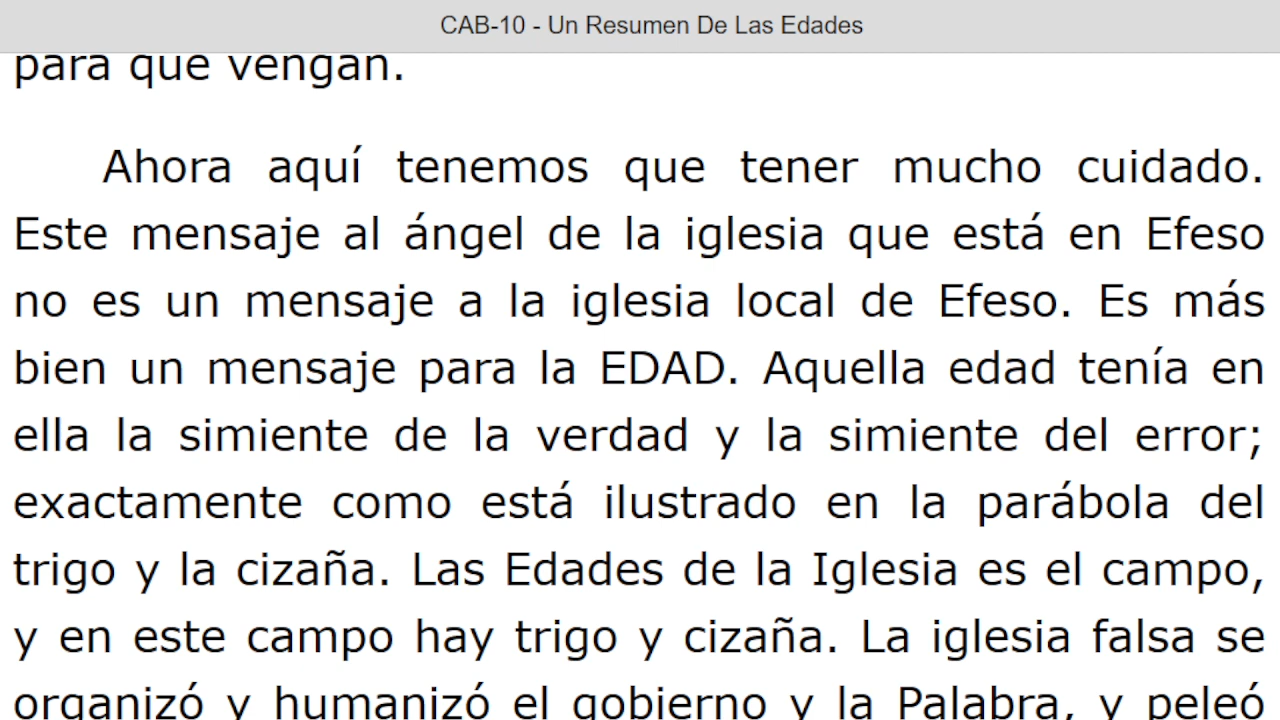 CAB-10 - Un Resumen De Las Edades
para que vengan.
Ahora aquí tenemos que tener mucho cuidado.
Este mensaje al ángel de la iglesia que está en Efeso
no es un mensaje a la iglesia local de Efeso. Es más
bien un mensaje para la EDAD. Aquella edad tenía en
ella la simiente de la verdad y la simiente del error;
exactamente como está ilustrado en la parábola del
trigo y la cizaña. Las Edades de la Iglesia es el campo,
y en este campo hay trigo y cizaña. La iglesia falsa se
organizó y humanizó el gobierno y la Palabra, y peleó